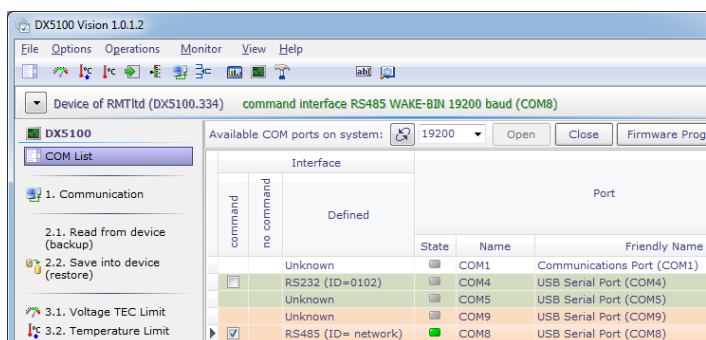 DX5100 Vision 1.0.1.2
File Options Operations Monitor View Help
Device of RMTltd (DX5100.334) command interface RS485 WAKE-BIN 19200 baud (COM8)
DX5100
Available COM ports on system: 19200 Open Close Firmware Prog
COM List
Interface
command
no command
Defined
Port
1. Communication
State Name Friendly Name
2.1. Read from device
(backup)
Unknown COM1 Communications Port (COM1)
2.2. Save into device
(restore)
RS232 (ID=0102) COM4 USB Serial Port (COM4)
Unknown COM5 USB Serial Port (COM5)
3.1. Voltage TEC Limit
Unknown COM9 USB Serial Port (COM9)
3.2. Temperature Limit
RS485 (ID= network) COM8 USB Serial Port (COM8)